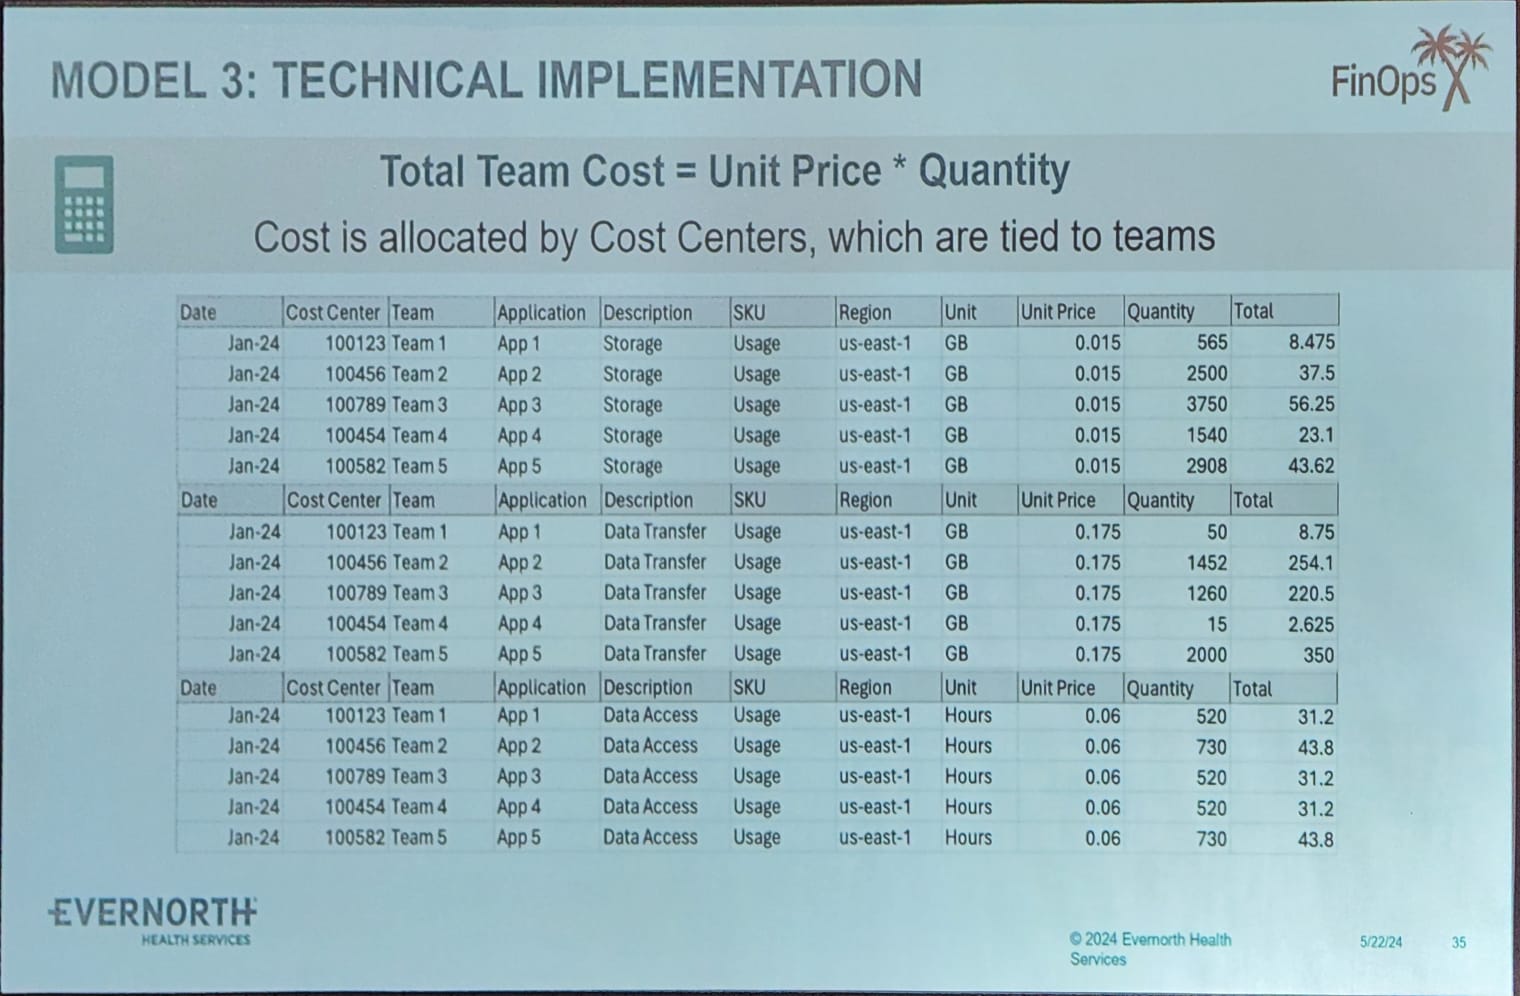 MODEL 3: TECHNICAL IMPLEMENTATION
FinOps X
Total Team Cost = Unit Price * Quantity
Cost is allocated by Cost Centers, which are tied to teams
Date Cost Center Team Application Description SKU Region Unit Unit Price Quantity Total
Jan-24 100123 Team 1 App 1 Storage Usage us-east-1 GB 0.015 565 8.475
Jan-24 100456 Team 2 App 2 Storage Usage us-east-1 GB 0.015 2500 37.5
Jan-24 100789 Team 3 App 3 Storage Usage us-east-1 GB 0.015 3750 56.25
Jan-24 100454 Team 4 App 4 Storage Usage us-east-1 GB 0.015 1540 23.1
Jan-24 100582 Team 5 App 5 Storage Usage us-east-1 GB 0.015 2908 43.62
Date Cost Center Team Application Description SKU Region Unit Unit Price Quantity Total
Jan-24 100123 Team 1 App 1 Data Transfer Usage us-east-1 GB 0.175 50 8.75
Jan-24 100456 Team 2 App 2 Data Transfer Usage us-east-1 GB 0.175 1452 254.1
Jan-24 100789 Team 3 App 3 Data Transfer Usage us-east-1 GB 0.175 1260 220.5
Jan-24 100454 Team 4 App 4 Data Transfer Usage us-east-1 GB 0.175 15 2.625
Jan-24 100582 Team 5 App 5 Data Transfer Usage us-east-1 GB 0.175 2000 350
Date Cost Center Team Application Description SKU Region Unit Unit Price Quantity Total
Jan-24 100123 Team 1 App 1 Data Access Usage us-east-1 Hours 0.06 520 31.2
Jan-24 100456 Team 2 App 2 Data Access Usage us-east-1 Hours 0.06 730 43.8
Jan-24 100789 Team 3 App 3 Data Access Usage us-east-1 Hours 0.06 520 31.2
Jan-24 100454 Team 4 App 4 Data Access Usage us-east-1 Hours 0.06 520 31.2
Jan-24 100582 Team 5 App 5 Data Access Usage us-east-1 Hours 0.06 730 43.8
EVERNORTH
HEALTH SERVICES
© 2024 Evernorth Health
Services
5/22/24 35